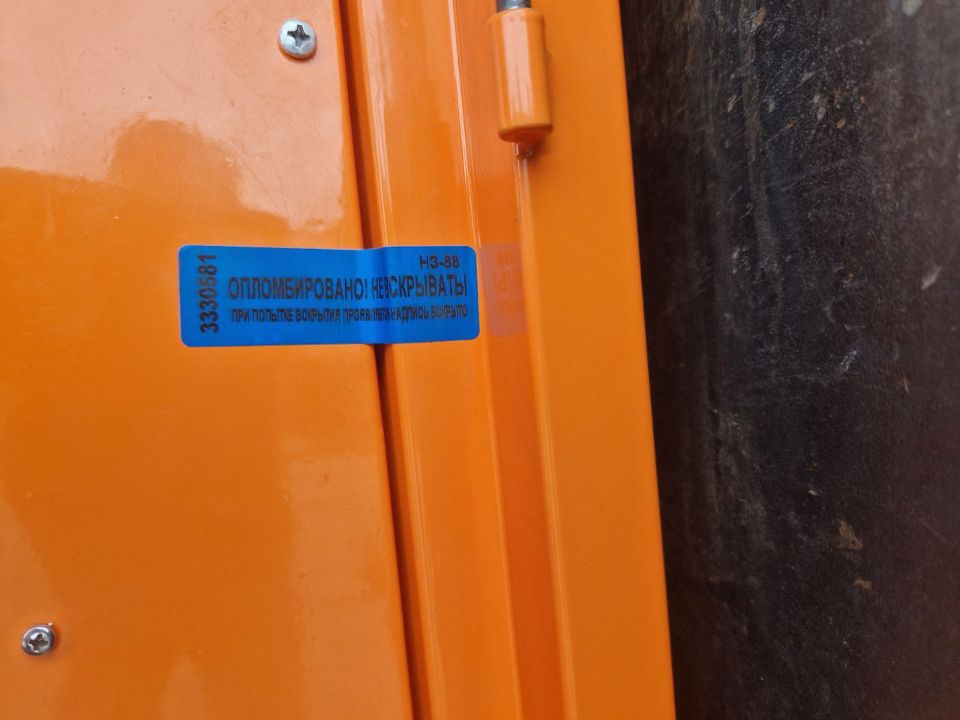 3330581
НЗ-88
ОПЛОМБИРОВАНО! НЕ ВСКРЫВАТЬ!
ПРИ ПОПЫТКЕ ВСКРЫТИЯ ПРОЯВЛЯЕТСЯ НАДПИСЬ ВСКРЫТО